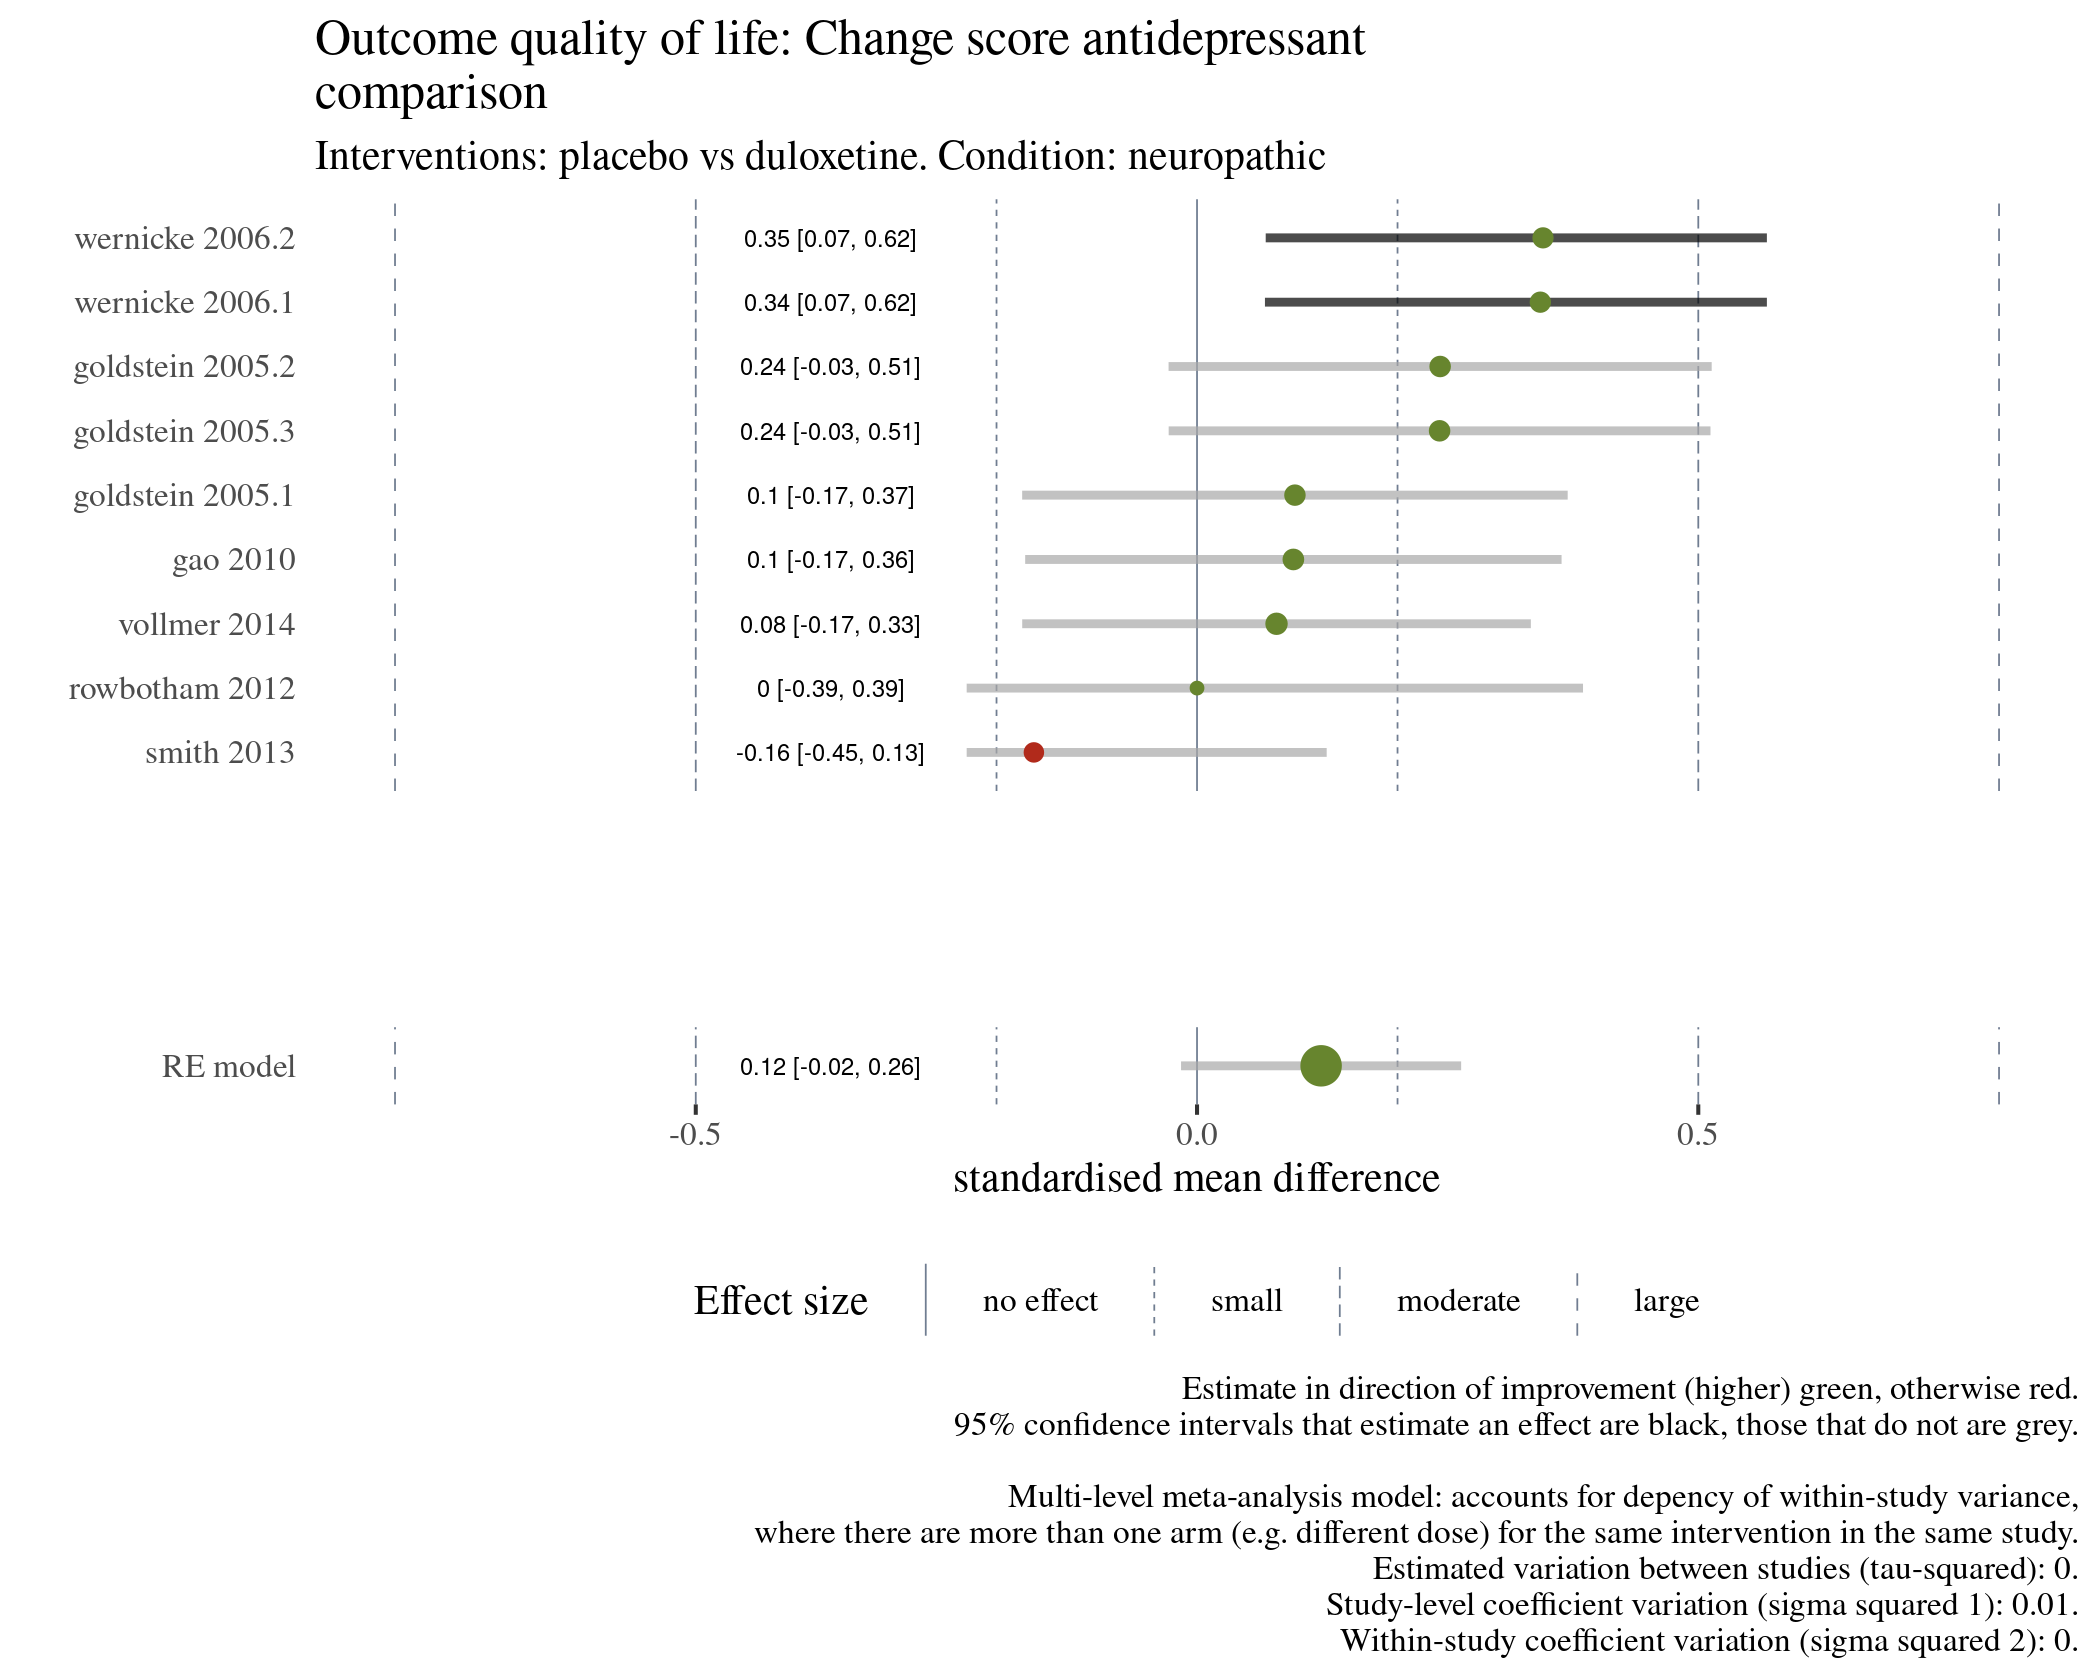 Outcome quality of life: Change score antidepressant
comparison
Interventions: placebo vs duloxetine. Condition: neuropathic
wernicke 2006.2 0.35 [0.07, 0.62]
wernicke 2006.1 0.34 [0.07, 0.62]
goldstein 2005.2 0.24 [-0.03, 0.51]
goldstein 2005.3 0.24 [-0.03, 0.51]
goldstein 2005.1 0.1 [-0.17, 0.37]
gao 2010 0.1 [-0.17, 0.36]
vollmer 2014 0.08 [-0.17, 0.33]
rowbotham 2012 0 [-0.39, 0.39]
smith 2013 -0.16 [-0.45, 0.13]
RE model 0.12 [-0.02, 0.26]
-0.5 0.0 0.5
standardised mean difference
Effect size no effect small moderate large
Estimate in direction of improvement (higher) green, otherwise red.
95% confidence intervals that estimate an effect are black, those that do not are grey.
Multi-level meta-analysis model: accounts for depency of within-study variance,
where there are more than one arm (e.g. different dose) for the same intervention in the same study.
Estimated variation between studies (tau-squared): 0.
Study-level coefficient variation (sigma squared 1): 0.01.
Within-study coefficient variation (sigma squared 2): 0.